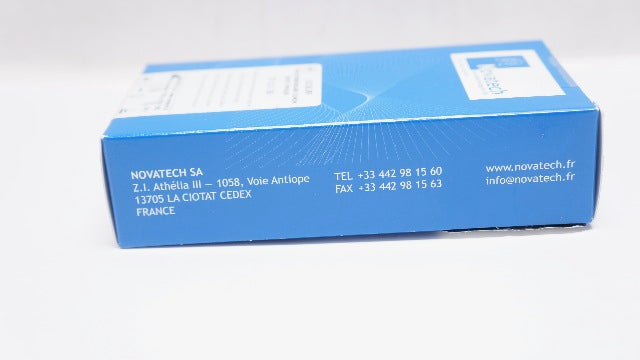 novatech
NOVATECH SA
Z.I. Athélia III — 1058, Voie Antiope
13705 LA CIOTAT CEDEX
FRANCE
TEL +33 442 98 15 60
FAX +33 442 98 15 63
www.novatech.fr
info@novatech.fr